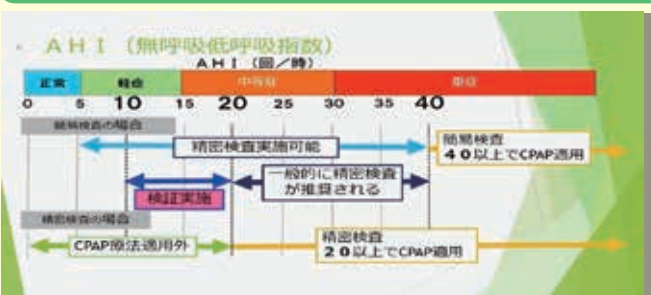 AHI (無呼吸低呼吸指数)
AHI (回/時)
正常 軽症 中等症 重症
0 5 10 15 20 25 30 35 40
簡易検査の場合
精密検査実施可能
簡易検査
40以上でCPAP適用
一般的に精密検査
が推奨される
検証実施
精密検査の場合
CPAP療法適用外
精密検査
20以上でCPAP適用